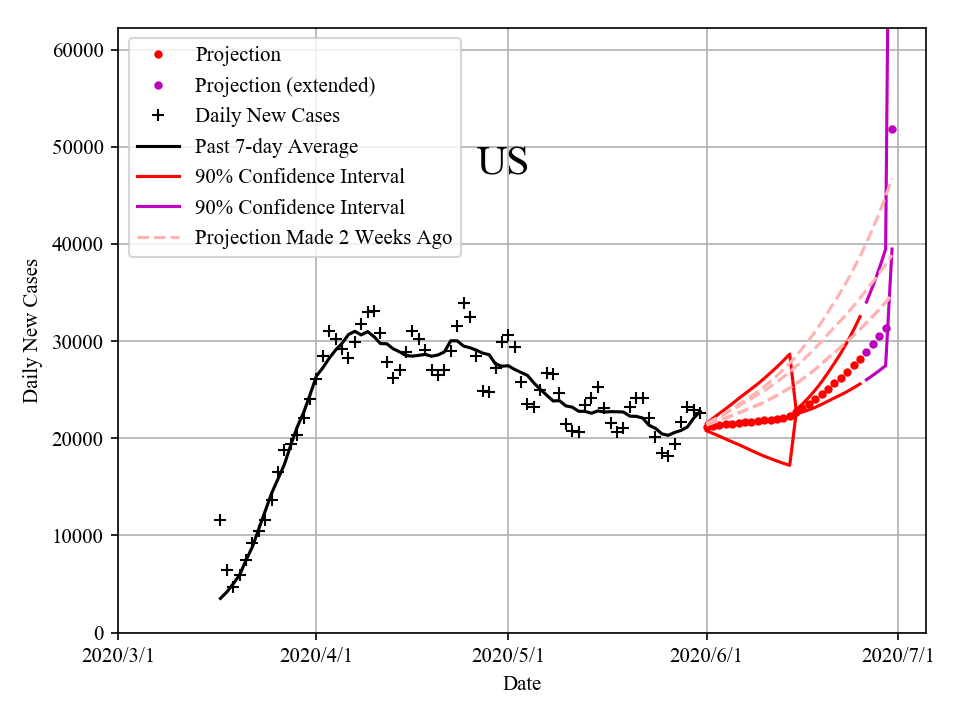 60000
50000
40000
30000
20000
10000
0
Daily New Cases
Projection
Projection (extended)
Daily New Cases
Past 7-day Average
90% Confidence Interval
90% Confidence Interval
Projection Made 2 Weeks Ago
US
2020/3/1
2020/4/1
2020/5/1
2020/6/1
2020/7/1
Date